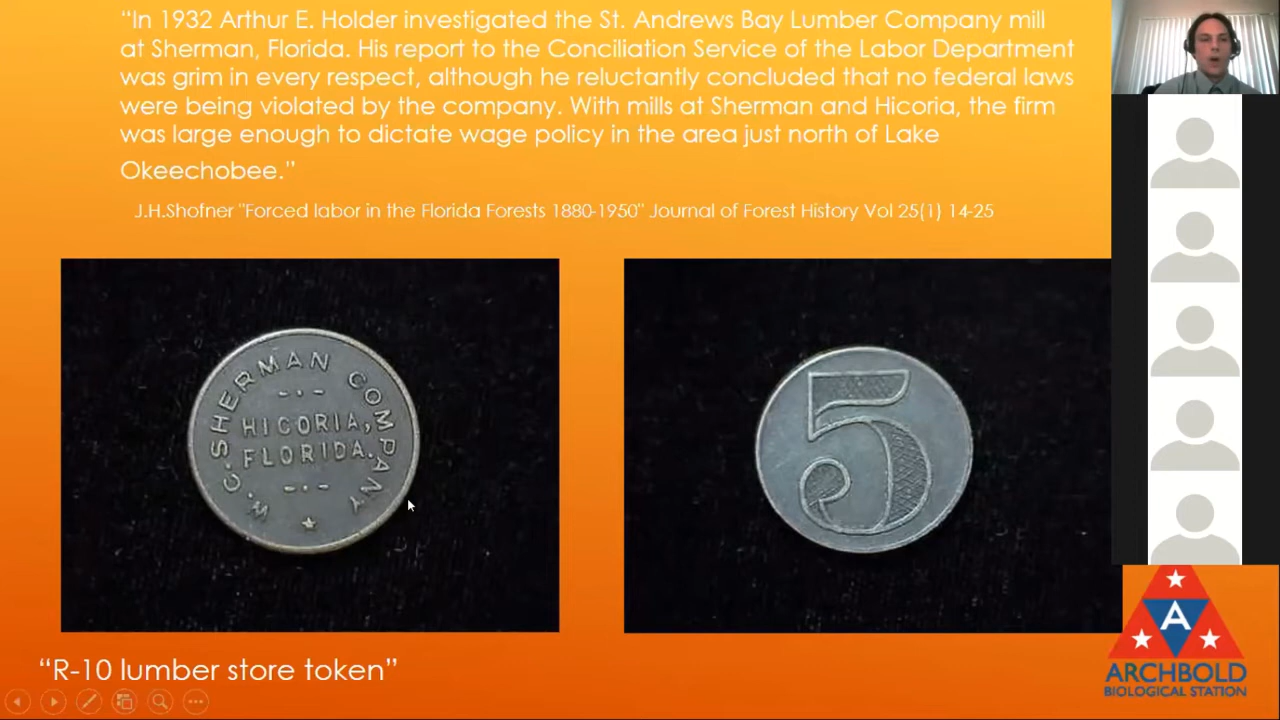 “In 1932 Arthur E. Holder investigated the St. Andrews Bay Lumber Company mill
at Sherman, Florida. His report to the Conciliation Service of the Labor Department
was grim in every respect, although he reluctantly concluded that no federal laws
were being violated by the company. With mills at Sherman and Hicoria, the firm
was large enough to dictate wage policy in the area just north of Lake
Okeechobee.”
J.H.Shofner "Forced labor in the Florida Forests 1880-1950" Journal of Forest History Vol 25(1) 14-25
W.C.SHERMAN COMPANY
HICORIA,
FLORIDA.
5
“R-10 lumber store token”
A
ARCHBOLD
BIOLOGICAL STATION